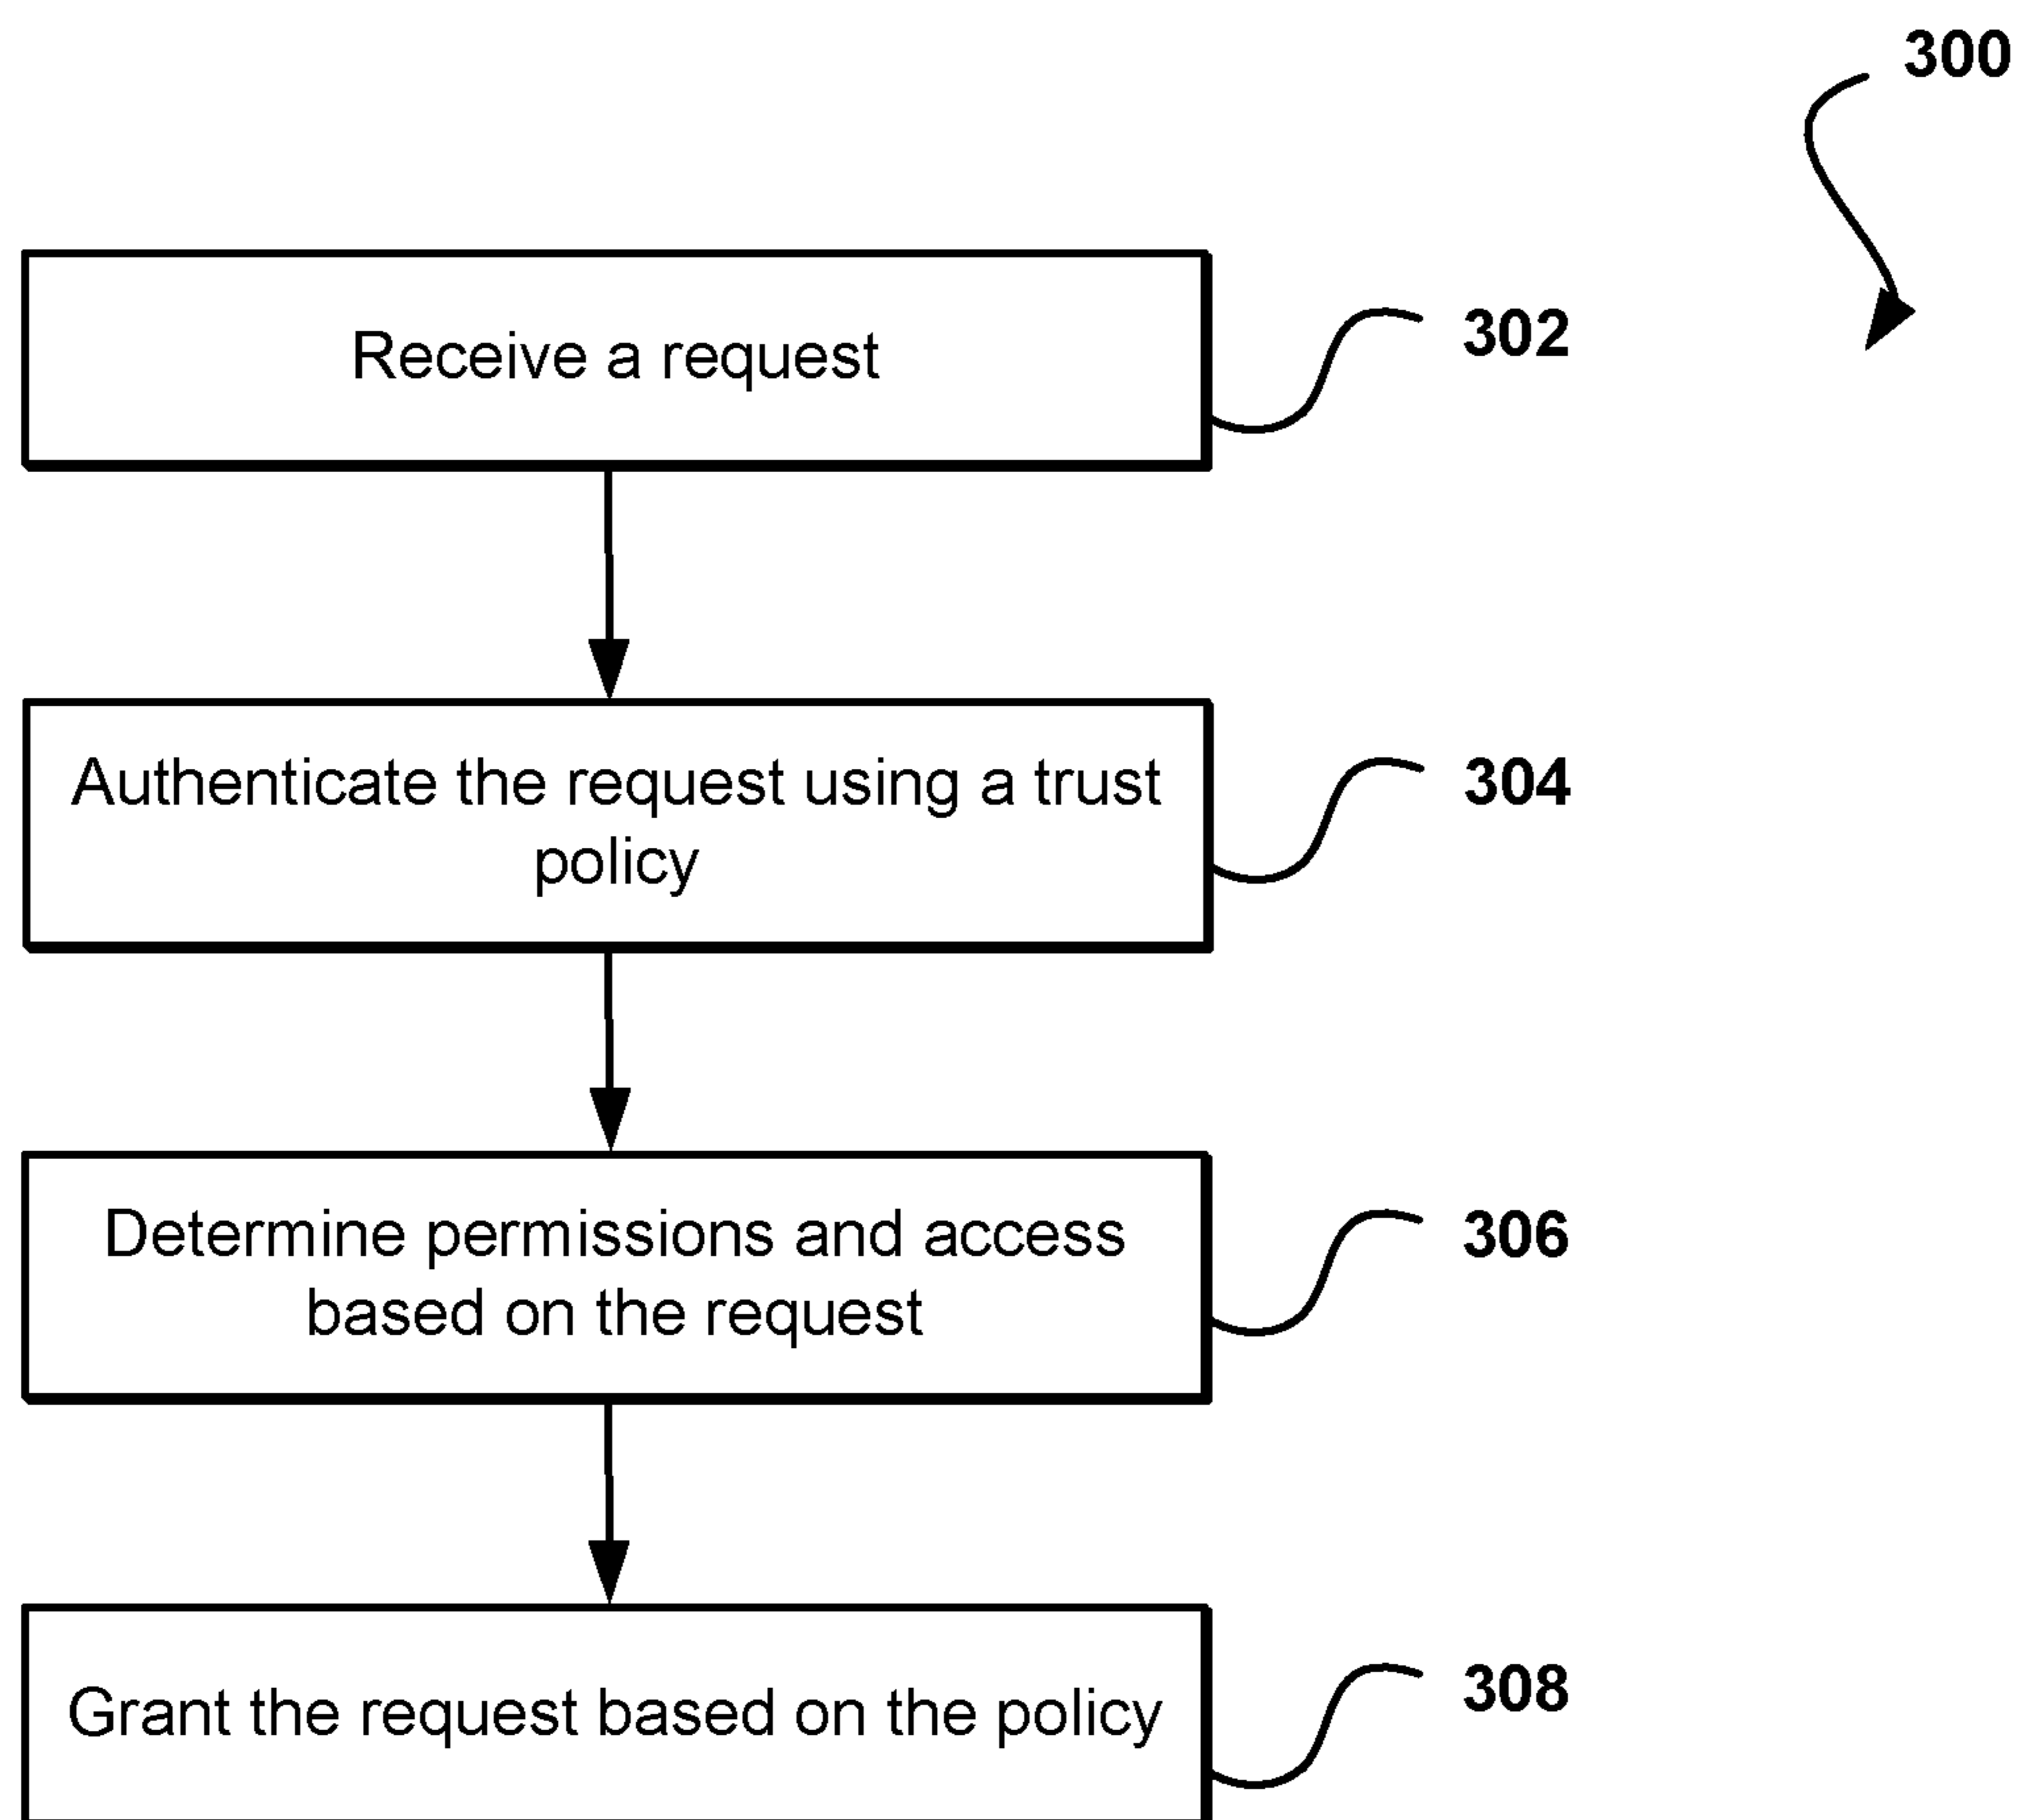 300
Receive a request
302
Authenticate the request using a trust
policy
304
Determine permissions and access
based on the request
306
Grant the request based on the policy
308